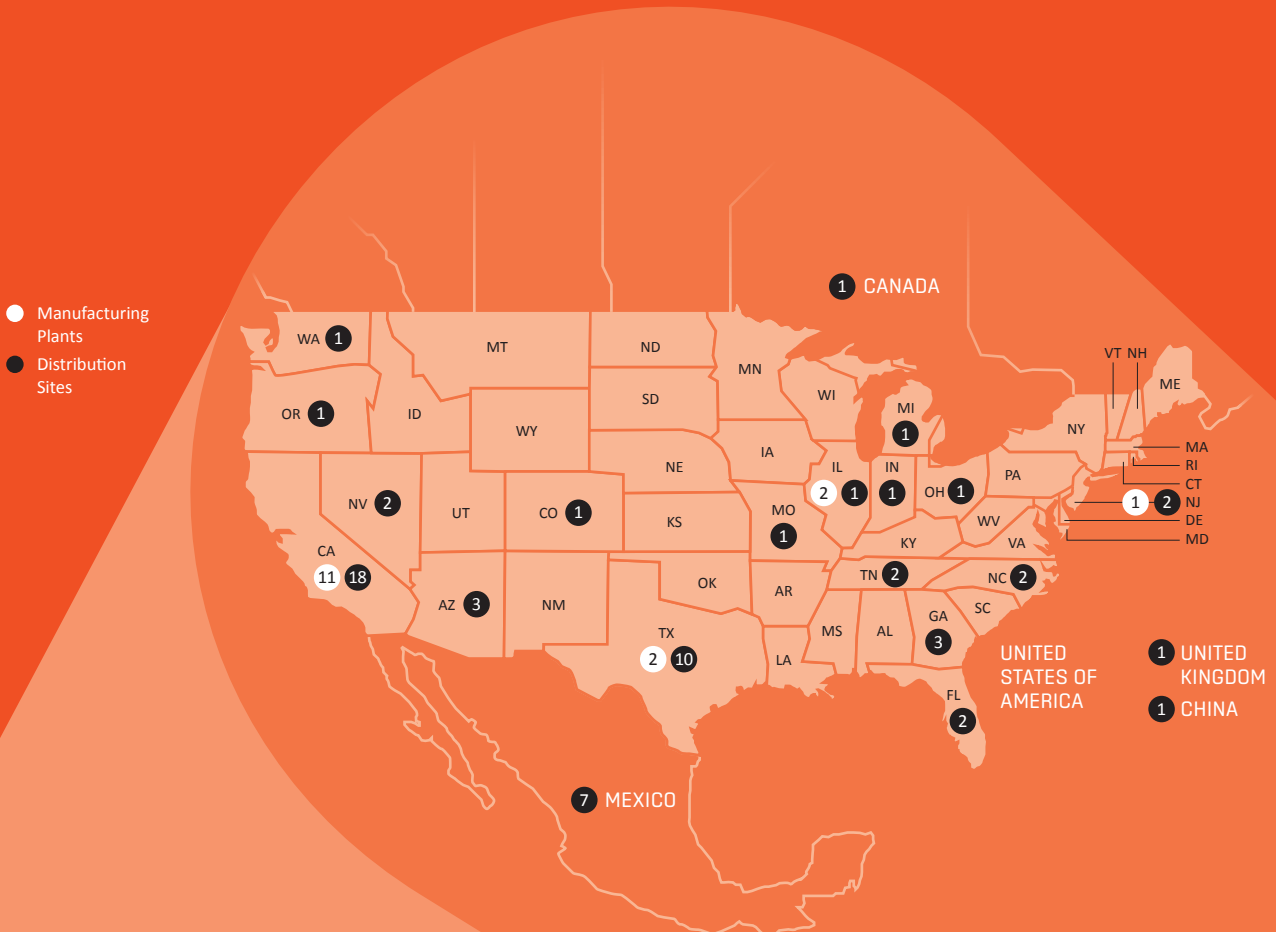 Manufacturing
Plants
Distribution
Sites
1 CANADA
WA 1
MT
ND
MN
VT NH
ME
OR 1
ID
WY
SD
WI
MI
1
NY
MA
RI
CT
1 2 NJ
DE
MD
NV 2
UT
CO 1
NE
KS
IA
MO
1
IL
2 1
IN
1
OH 1
PA
WV
VA
KY
CA
11 18
AZ 3
NM
OK
AR
TN 2
NC 2
SC
TX
2 10
LA
MS
AL
GA
3
FL
2
UNITED
STATES OF
AMERICA
1 UNITED
KINGDOM
1 CHINA
7 MEXICO